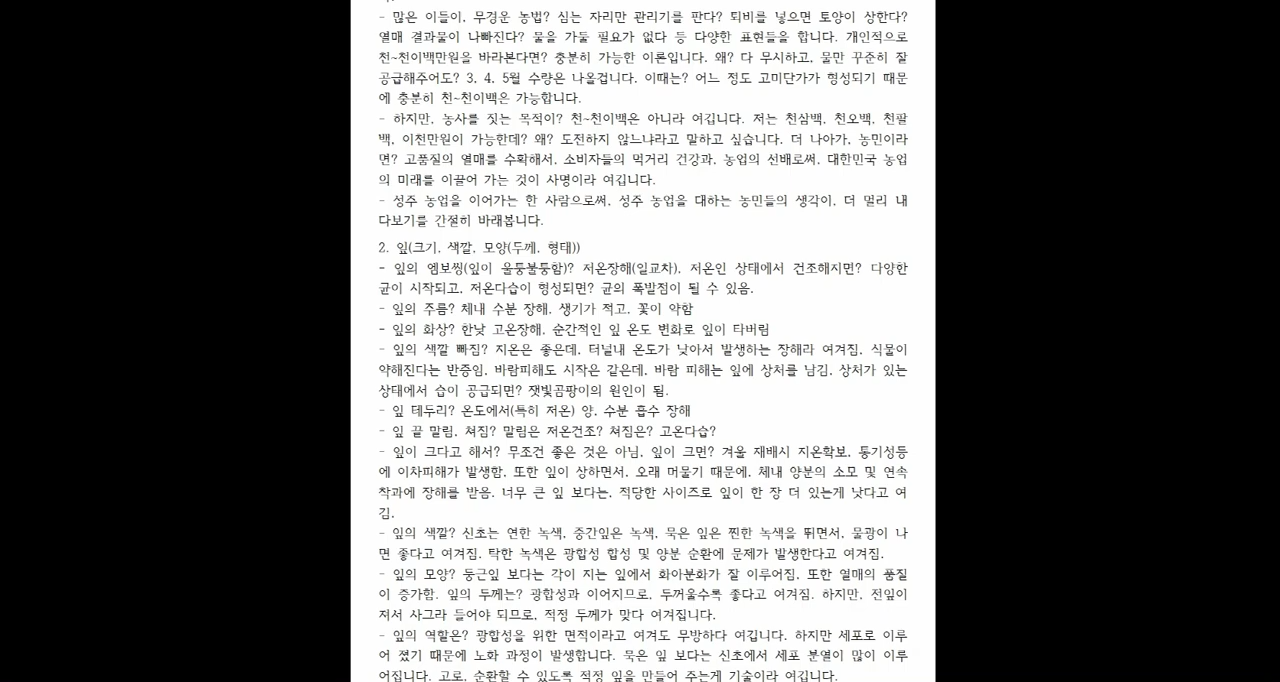 - 많은 이들이, 무경운 농법? 심는 자리만 관리기를 판다? 퇴비를 넣으면 토양이 상한다?
열매 결과물이 나빠진다? 물을 가둘 필요가 없다 등 다양한 표현들을 합니다. 개인적으로
천~천이백만원을 바라본다면? 충분히 가능한 이론입니다. 왜? 다 무시하고, 물만 꾸준히 잘
공급해주어도? 3, 4, 5월 수량은 나올겁니다. 이때는? 어느 정도 고미단가가 형성되기 때문
에 충분히 천~천이백은 가능합니다.
- 하지만, 농사를 짓는 목적이? 천~천이백은 아니라 여깁니다. 저는 천삼백, 천오백, 천팔
백, 이천만원이 가능한데? 왜? 도전하지 않느냐라고 말하고 싶습니다. 더 나아가, 농민이라
면? 고품질의 열매를 수확해서, 소비자들의 먹거리 건강과, 농업의 선배로써, 대한민국 농업
의 미래를 이끌어 가는 것이 사명이라 여깁니다.
- 성주 농업을 이어가는 한 사람으로써, 성주 농업을 대하는 농민들의 생각이, 더 멀리 내
다보기를 간절히 바래봅니다.
2. 잎(크기, 색깔, 모양(두께, 형태))
- 잎의 엠보씽(잎이 울퉁불퉁함)? 저온장해(일교차), 저온인 상태에서 건조해지면? 다양한
균이 시작되고, 저온다습이 형성되면? 균의 폭발점이 될 수 있음.
- 잎의 주름? 체내 수분 장해, 생기가 적고, 꽃이 약함
- 잎의 화상? 한낮 고온장해, 순간적인 잎 온도 변화로 잎이 타버림
- 잎의 색깔 빠짐? 지온은 좋은데, 터널내 온도가 낮아서 발생하는 장해라 여겨짐, 식물이
약해진다는 반증임, 바람피해도 시작은 같은데, 바람 피해는 잎에 상처를 남김, 상처가 있는
상태에서 습이 공급되면? 잿빛곰팡이의 원인이 됨.
- 잎 테두리? 온도에서(특히 저온) 양, 수분 흡수 장해
- 잎 끝 말림, 쳐짐? 말림은 저온건조? 쳐짐은? 고온다습?
- 잎이 크다고 해서? 무조건 좋은 것은 아님, 잎이 크면? 겨울 재배시 지온확보, 통기성등
에 이차피해가 발생함, 또한 잎이 상하면서, 오래 머물기 때문에, 체내 양분의 소모 및 연속
착과에 장해를 받음. 너무 큰 잎 보다는, 적당한 사이즈로 잎이 한 장 더 있는게 낫다고 여
김.
- 잎의 색깔? 신초는 연한 녹색, 중간잎은 녹색, 묵은 잎은 찐한 녹색을 뛰면서, 물광이 나
면 좋다고 여겨짐. 탁한 녹색은 광합성 합성 및 양분 순환에 문제가 발생한다고 여겨짐.
- 잎의 모양? 둥근잎 보다는 각이 지는 잎에서 화아분화가 잘 이루어짐, 또한 열매의 품질
이 증가함. 잎의 두께는? 광합성과 이어지므로, 두꺼울수록 좋다고 여겨짐. 하지만, 전잎이
져서 사그라 들어야 되므로, 적정 두께가 맞다 여겨집니다.
- 잎의 역할은? 광합성을 위한 면적이라고 여겨도 무방하다 여깁니다. 하지만 세포로 이루
어 졌기 때문에 노화 과정이 발생합니다. 묵은 잎 보다는 신초에서 세포 분열이 많이 이루
어집니다. 고로, 순환할 수 있도록 적정 잎을 만들어 주는게 기술이라 여깁니다.